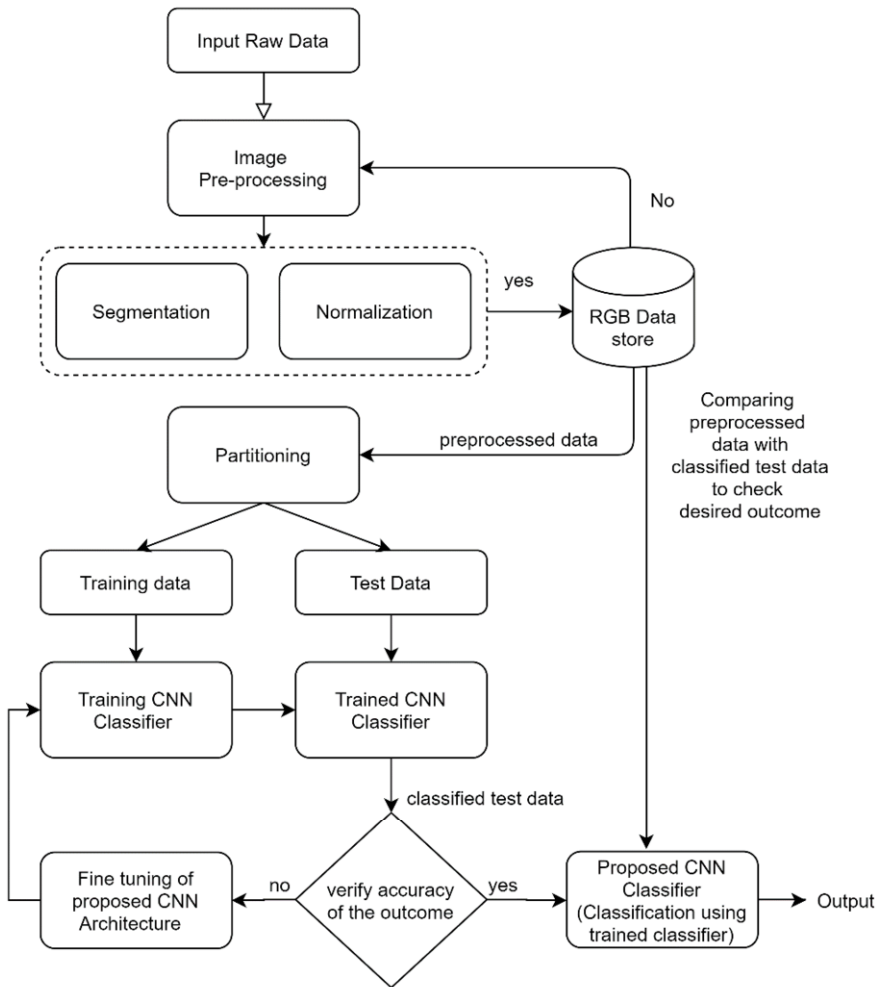 Input Raw Data
Image
Pre-processing
No
Segmentation
Normalization
yes
RGB Data
store
Partitioning
preprocessed data
Comparing
preprocessed
data with
classified test data
to check
desired outcome
Training data
Test Data
Training CNN
Classifier
Trained CNN
Classifier
classified test data
Fine tuning of
proposed CNN
Architecture
no
verify accuracy
of the outcome
yes
Proposed CNN
Classifier
(Classification using
trained classifier)
Output